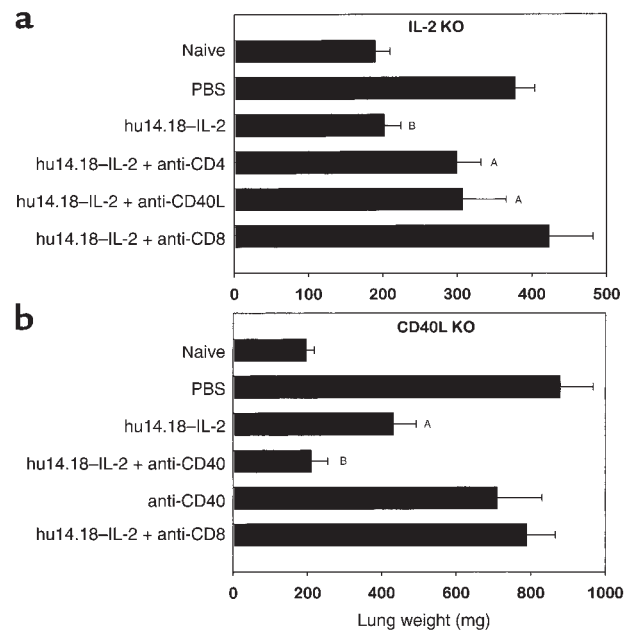 a
IL-2 KO
Naive
PBS
hu14.18–IL-2
B
hu14.18–IL-2 + anti-CD4
A
hu14.18–IL-2 + anti-CD40L
A
hu14.18–IL-2 + anti-CD8
0 100 200 300 400 500
b
CD40L KO
Naive
PBS
hu14.18–IL-2
A
hu14.18–IL-2 + anti-CD40
B
anti-CD40
hu14.18–IL-2 + anti-CD8
0 200 400 600 800 1000
Lung weight (mg)